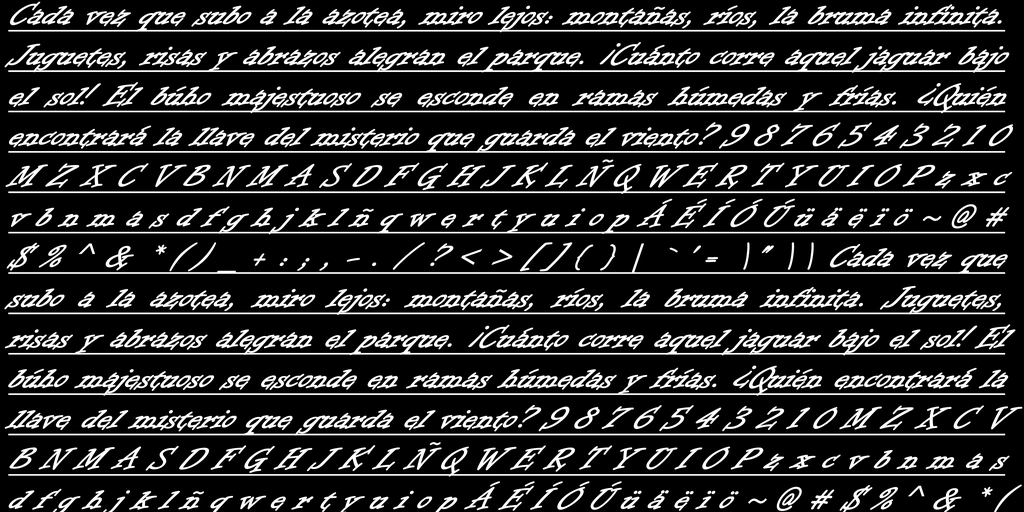 Cada vez que subo a la azotea, miro lejos: montañas, ríos, la bruma infinita.
Juguetes, risas y abrazos alegran el parque. ¡Cuánto corre aquel jaguar bajo
el sol! El búho majestuoso se esconde en ramas húmedas y frías. ¿Quién
encontrará la llave del misterio que guarda el viento? 9 8 7 6 5 4 3 2 1 0
M Z X C V B N M A S D F G H J K L Ñ Q W E R T Y U I O P z x c
v b n m a s d f g h j k l ñ q w e r t y u i o p Á É Í Ó Ú ü ä ë ï ö ~ @ #
$ % ^ & * ( ) _ + : ; , - . / ? < > [ ] { } | ` ' = \ " \ \ Cada vez que
subo a la azotea, miro lejos: montañas, ríos, la bruma infinita. Juguetes,
risas y abrazos alegran el parque. ¡Cuánto corre aquel jaguar bajo el sol! El
búho majestuoso se esconde en ramas húmedas y frías. ¿Quién encontrará la
llave del misterio que guarda el viento? 9 8 7 6 5 4 3 2 1 0 M Z X C V
B N M A S D F G H J K L Ñ Q W E R T Y U I O P z x c v b n m a s
d f g h j k l ñ q w e r t y u i o p Á É Í Ó Ú ü ä ë ï ö ~ @ # $ % ^ & * (